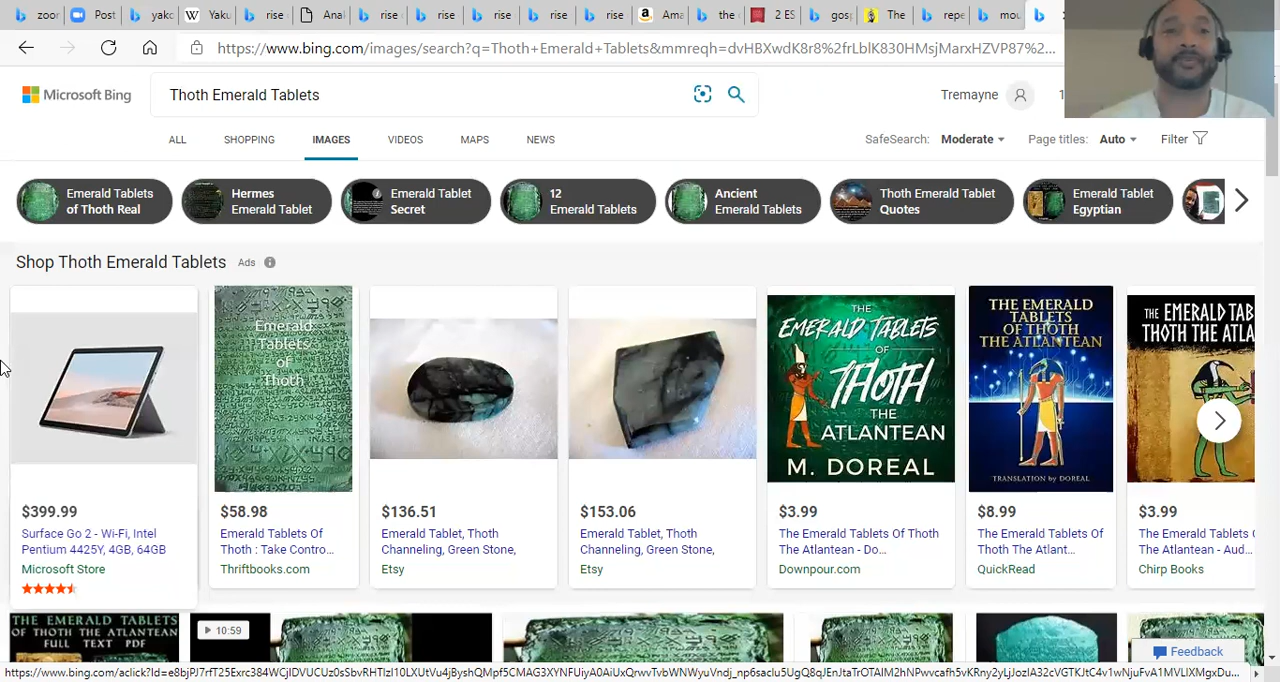 zoor
Post
yako
Yaku
rise
Anal
rise
rise
rise
rise
rise
Ama
the
2 ES
gosp
The
repe
mou
https://www.bing.com/images/search?q=Thoth+Emerald+Tablets&mmreqh=dvHBXwdK8r8%2frLblK830HMsjMarxHZVP87%2...
Microsoft Bing
Thoth Emerald Tablets
Tremayne
ALL SHOPPING IMAGES VIDEOS MAPS NEWS
SafeSearch: Moderate
Page titles: Auto
Filter
Emerald Tablets
of Thoth Real
Hermes
Emerald Tablet
Emerald Tablet
Secret
12
Emerald Tablets
Ancient
Emerald Tablets
Thoth Emerald Tablet
Quotes
Emerald Tablet
Egyptian
Shop Thoth Emerald Tablets Ads
$399.99
Surface Go 2 - Wi-Fi, Intel
Pentium 4425Y, 4GB, 64GB
Microsoft Store
Emerald
Tablets
of
Thoth
$58.98
Emerald Tablets Of
Thoth : Take Contro...
Thriftbooks.com
$136.51
Emerald Tablet, Thoth
Channeling, Green Stone,
Etsy
$153.06
Emerald Tablet, Thoth
Channeling, Green Stone,
Etsy
THE
EMERALD TABLETS
OF
THOTH
THE
ATLANTEAN
M. DOREAL
$3.99
The Emerald Tablets Of Thoth
The Atlantean - Do...
Downpour.com
THE EMERALD
TABLETS
OF THOTH
THE ATLANTEAN
TRANSLATION by DOREAL
$8.99
The Emerald Tablets Of
Thoth The Atlant...
QuickRead
THE EMERALD TAB
THOTH THE ATLA
$3.99
The Emerald Tablets
Thoth The Atlantean - Aud...
Chirp Books
THE EMERALD TABLETS
OF THOTH THE ATLANTEAN
FULL TEXT PDF
10:59
Feedback